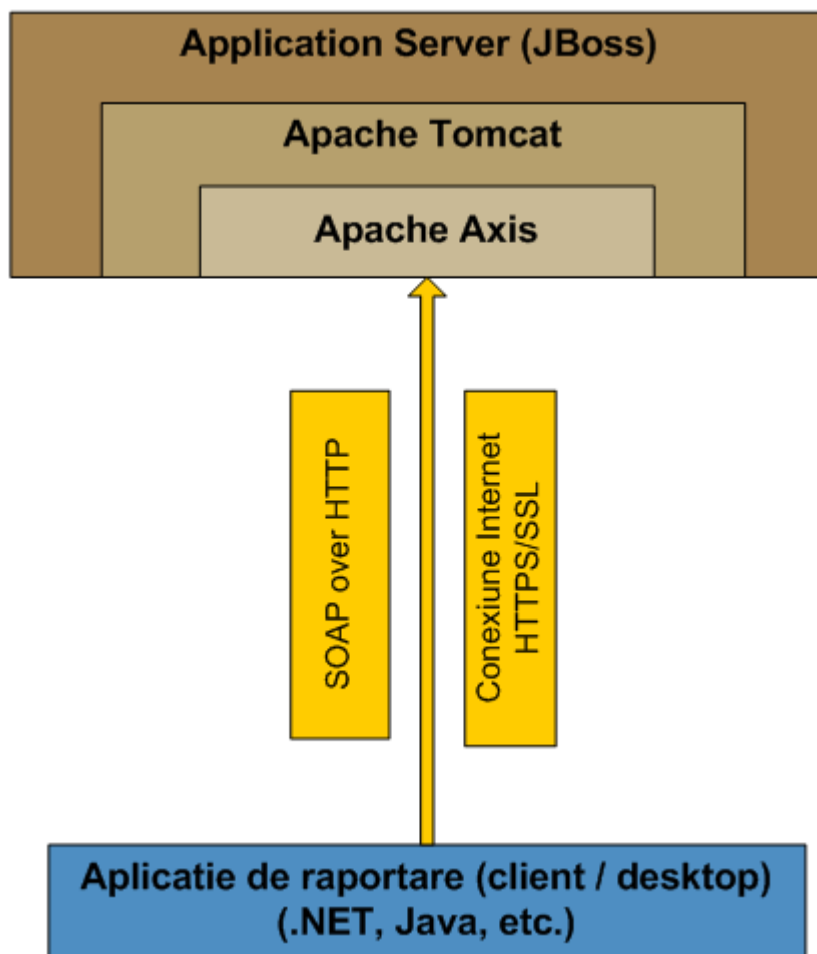 Application Server (JBoss)
Apache Tomcat
Apache Axis
SOAP over HTTP
Conexiune Internet
HTTPS/SSL
Aplicatie de raportare (client / desktop)
(.NET, Java, etc.)